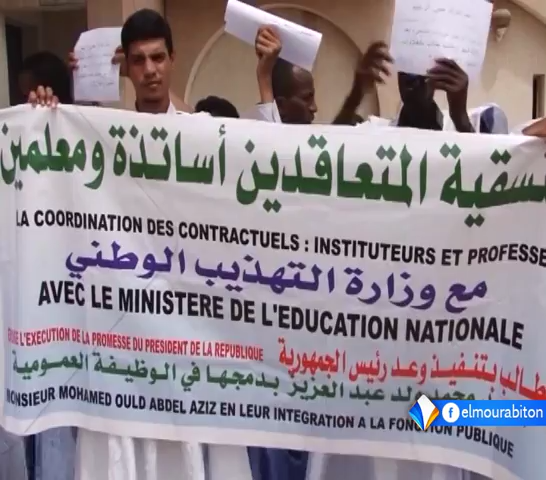 نسقية المتعاقدين أساتذة ومعلمين
LA COORDINATION DES CONTRACTUELS : INSTITUTEURS ET PROFESSE
مع وزارة التهذيب الوطني
AVEC LE MINISTERE DE L'EDUCATION NATIONALE
طالب بتنفيذ وعد رئيس الجمهورية
L'EXECUTION DE LA PROMESSE DU PRESIDENT DE LA REPUBLIQUE
محمد ولد عبد العزيز بدمجها في الوظيفة العمومية
MONSIEUR MOHAMED OULD ABDEL AZIZ EN LEUR INTEGRATION A LA FONCTION PUBLIQUE
elmourabiton